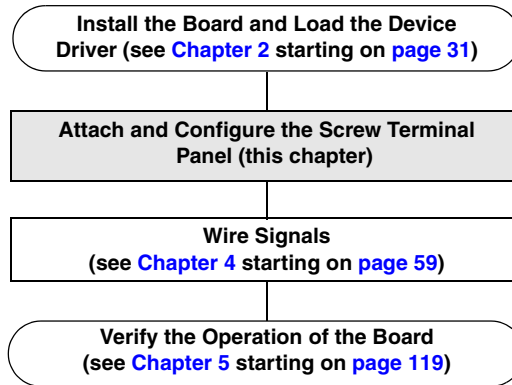 Install the Board and Load the Device
Driver (see Chapter 2 starting on page 31)
Attach and Configure the Screw Terminal
Panel (this chapter)
Wire Signals
(see Chapter 4 starting on page 59)
Verify the Operation of the Board
(see Chapter 5 starting on page 119)